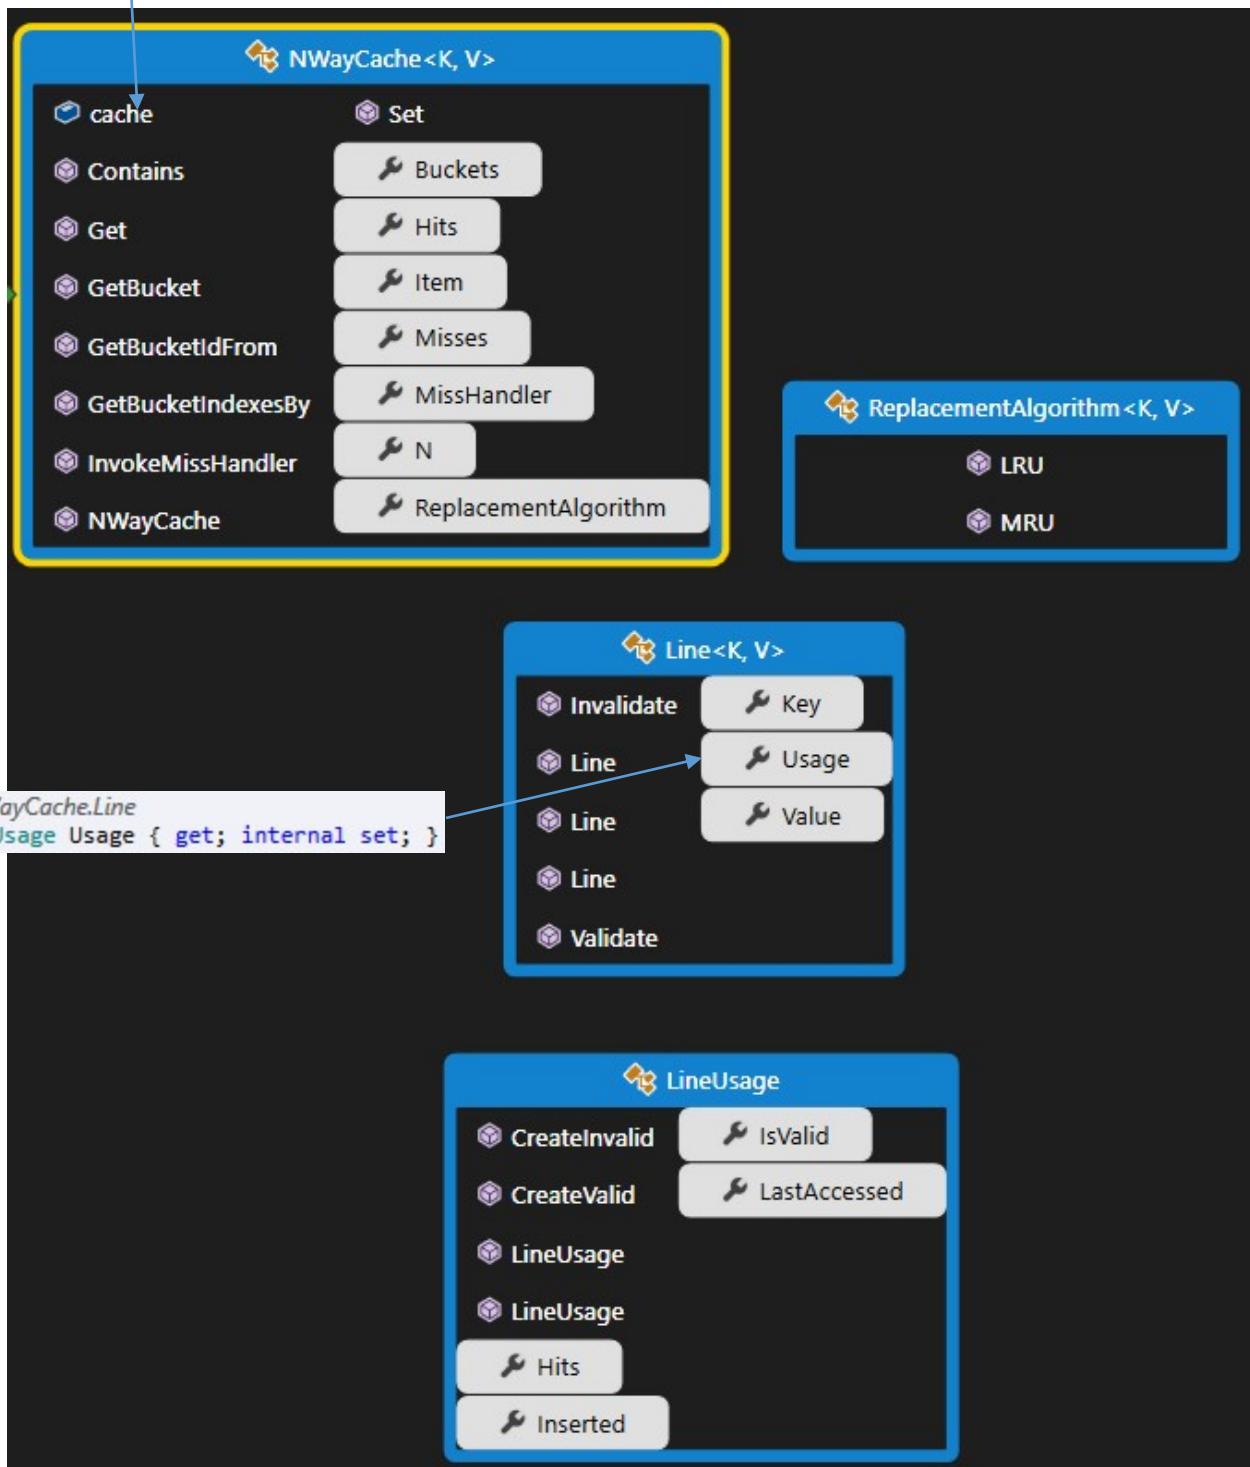 NWayCache<K, V>
cache
Contains
Get
GetBucket
GetBucketIdFrom
GetBucketIndexesBy
InvokeMissHandler
NWayCache
Set
Buckets
Hits
Item
Misses
MissHandler
N
ReplacementAlgorithm
ReplacementAlgorithm<K, V>
LRU
MRU
Line<K, V>
Invalidate
Line
Line
Line
Validate
Key
Usage
Value
ayCache.Line
Usage Usage { get; internal set; }
LineUsage
CreateInvalid
CreateValid
LineUsage
LineUsage
Hits
Inserted
IsValid
LastAccessed